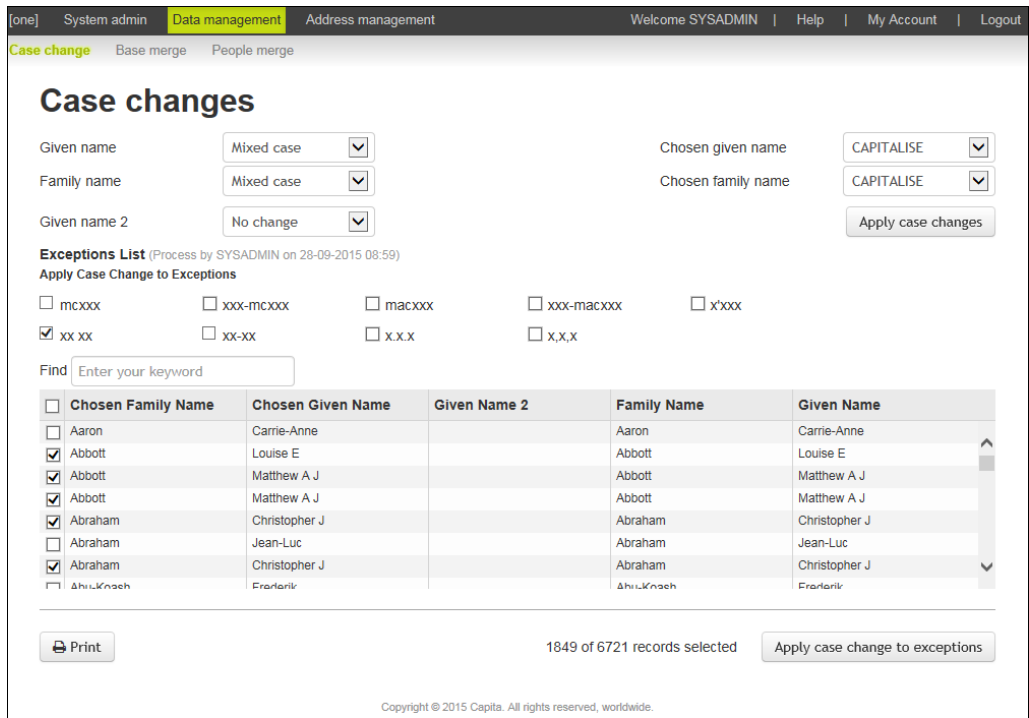 [one] System admin Data management Address management Welcome SYSADMIN | Help | My Account | Logout
Case change Base merge People merge
Case changes
Given name Mixed case Chosen given name CAPITALISE
Family name Mixed case Chosen family name CAPITALISE
Given name 2 No change Apply case changes
Exceptions List (Process by SYSADMIN on 28-09-2015 08:59)
Apply Case Change to Exceptions
mcxxx xxx-mcxxx macxxx xxx-macxxx x'xxx
xx xx xx-xx x.x.x x,x,x
Find Enter your keyword
Chosen Family Name Chosen Given Name Given Name 2 Family Name Given Name
Aaron Carrie-Anne Aaron Carrie-Anne
Abbott Louise E Abbott Louise E
Abbott Matthew A J Abbott Matthew A J
Abbott Matthew A J Abbott Matthew A J
Abraham Christopher J Abraham Christopher J
Abraham Jean-Luc Abraham Jean-Luc
Abraham Christopher J Abraham Christopher J
Abu-Koash Frederik Abu-Koash Frederik
Print 1849 of 6721 records selected Apply case change to exceptions
Copyright © 2015 Capita. All rights reserved, worldwide.